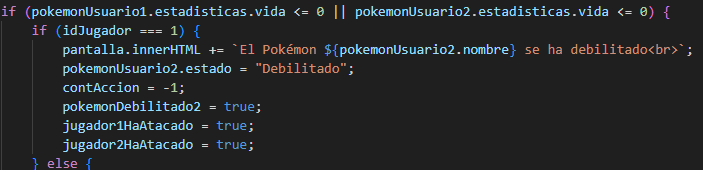 if (pokemonUsuario1.estadisticas.vida <= 0 || pokemonUsuario2.estadisticas.vida <= 0) {
if (idJugador === 1) {
pantalla.innerHTML += `El Pokémon ${pokemonUsuario2.nombre} se ha debilitado<br>`;
pokemonUsuario2.estado = "Debilitado";
contAccion = -1;
pokemonDebilitado2 = true;
jugador1HaAtacado = true;
jugador2HaAtacado = true;
} else {